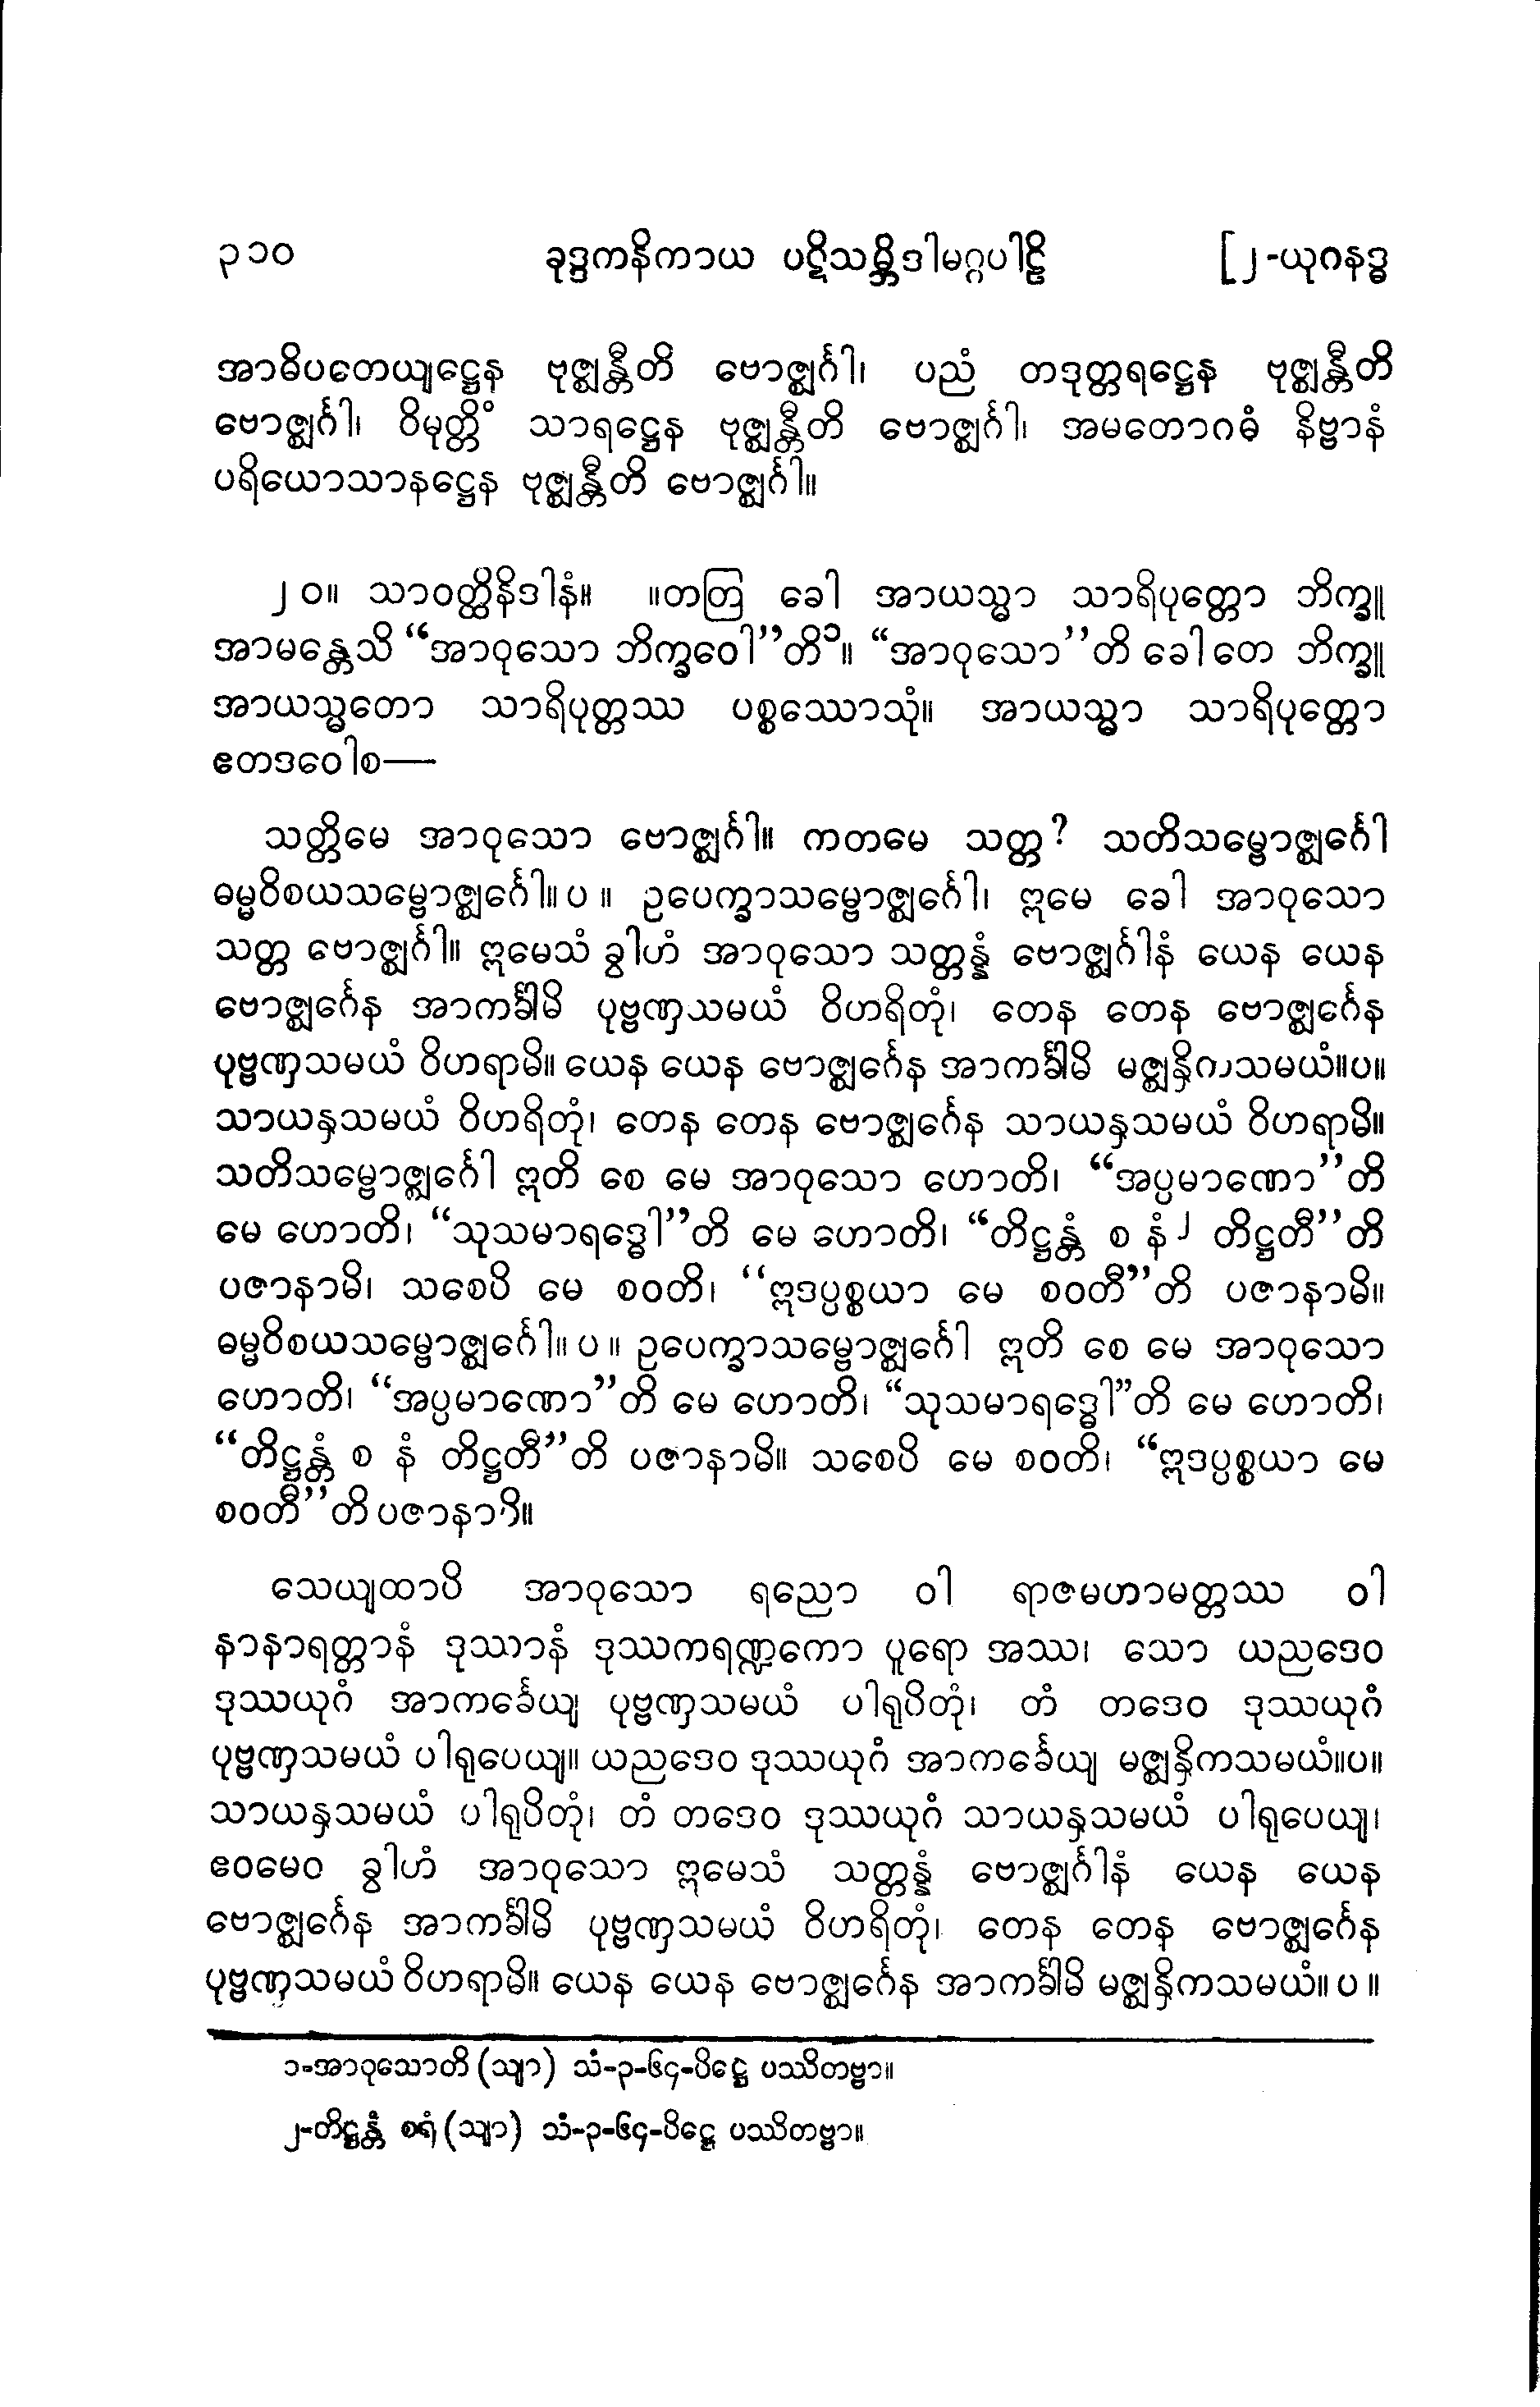 ၃၁၀ ခုဒ္ဒကနိကာယ ပဋိသမ္ဘိဒါမဂ္ဂပါဠိ [၂-ယုဂနဒ္ဓ
အာဓိပတေယျဋ္ဌေန ဗုဇ္ဈန္တီတိ ဗောဇ္ဈင်္ဂါ၊ ပညံ တဒုတ္တရဋ္ဌေန ဗုဇ္ဈန္တီတိ
ဗောဇ္ဈင်္ဂါ၊ ဝိမုတ္တိံ သာရဋ္ဌေန ဗုဇ္ဈန္တီတိ ဗောဇ္ဈင်္ဂါ၊ အမတောဂဓံ နိဗ္ဗာနံ
ပရိယောသာနဋ္ဌေန ဗုဇ္ဈန္တီတိ ဗောဇ္ဈင်္ဂါ။
၂၀။ သာဝတ္ထိနိဒါနံ။ ။တတြ ခေါ အာယသ္မာ သာရိပုတ္တော ဘိက္ခူ
အာမန္တေသိ “အာဝုသော ဘိက္ခဝေါ”တိ၁။ “အာဝုသော”တိ ခေါ တေ ဘိက္ခူ
အာယသ္မတော သာရိပုတ္တဿ ပစ္စဿောသုံ။ အာယသ္မာ သာရိပုတ္တော
ဧတဒဝေါစ—
သတ္တိမေ အာဝုသော ဗောဇ္ဈင်္ဂါ။ ကတမေ သတ္တ? သတိသမ္ဗောဇ္ဈင်္ဂေါ
ဓမ္မဝိစယသမ္ဗောဇ္ဈင်္ဂေါ။ ပ ။ ဥပေက္ခာသမ္ဗောဇ္ဈင်္ဂေါ၊ ဣမေ ခေါ အာဝုသော
သတ္တ ဗောဇ္ဈင်္ဂါ။ ဣမေသံ ခွါဟံ အာဝုသော သတ္တန္နံ ဗောဇ္ဈင်္ဂါနံ ယေန ယေန
ဗောဇ္ဈင်္ဂေန အာကင်္ခါမိ ပုဗ္ဗဏှသမယံ ဝိဟရိတုံ၊ တေန တေန ဗောဇ္ဈင်္ဂေန
ပုဗ္ဗဏှသမယံ ဝိဟရာမိ။ ယေန ယေန ဗောဇ္ဈင်္ဂေန အာကင်္ခါမိ မဇ္ဈန္ှိကသမယံ။ပ။
သာယနှသမယံ ဝိဟရိတုံ၊ တေန တေန ဗောဇ္ဈင်္ဂေန သာယနှသမယံ ဝိဟရာမိ။
သတိသမ္ဗောဇ္ဈင်္ဂေါ ဣတိ စေ မေ အာဝုသော ဟောတိ၊ “အပ္ပမာဏော”တိ
မေ ဟောတိ၊ “သုသမာရဒ္ဓေါ”တိ မေ ဟောတိ၊ “တိဋ္ဌန္တံ စ နံ၂ တိဋ္ဌတီ”တိ
ပဇာနာမိ၊ သစေပိ မေ စဝတိ၊ “ဣဒပ္ပစ္စယာ မေ စဝတီ”တိ ပဇာနာမိ။
ဓမ္မဝိစယသမ္ဗောဇ္ဈင်္ဂေါ။ ပ ။ ဥပေက္ခာသမ္ဗောဇ္ဈင်္ဂေါ ဣတိ စေ မေ အာဝုသော
ဟောတိ၊ “အပ္ပမာဏော”တိ မေ ဟောတိ၊ “သုသမာရဒ္ဓေါ”တိ မေ ဟောတိ၊
“တိဋ္ဌန္တံ စ နံ တိဋ္ဌတီ”တိ ပဇာနာမိ။ သစေပိ မေ စဝတိ၊ “ဣဒပ္ပစ္စယာ မေ
စဝတီ”တိ ပဇာနာမိ။
သေယျထာပိ အာဝုသော ရညော ဝါ ရာဇမဟာမတ္တဿ ဝါ
နာနာရတ္တာနံ ဒုဿာနံ ဒုဿကရဏ္ဍကော ပူရော အဿ၊ သော ယညဒေဝ
ဒုဿယုဂံ အာကင်္ခေယျ ပုဗ္ဗဏှသမယံ ပါရုပိတုံ၊ တံ တဒေဝ ဒုဿယုဂံ
ပုဗ္ဗဏှသမယံ ပါရုပေယျ။ ယညဒေဝ ဒုဿယုဂံ အာကင်္ခေယျ မဇ္ဈန္ှိကသမယံ။ပ။
သာယနှသမယံ ပါရုပိတုံ၊ တံ တဒေဝ ဒုဿယုဂံ သာယနှသမယံ ပါရုပေယျ၊
ဧဝမေဝ ခွါဟံ အာဝုသော ဣမေသံ သတ္တန္နံ ဗောဇ္ဈင်္ဂါနံ ယေန ယေန
ဗောဇ္ဈင်္ဂေန အာကင်္ခါမိ ပုဗ္ဗဏှသမယံ ဝိဟရိတုံ၊ တေန တေန ဗောဇ္ဈင်္ဂေန
ပုဗ္ဗဏှသမယံ ဝိဟရာမိ။ ယေန ယေန ဗောဇ္ဈင်္ဂေန အာကင်္ခါမိ မဇ္ဈန္ှိကသမယံ။ ပ ။
၁-အာဝုသောတိ (သျာ) သံ-၃-၆၄-ပိဋ္ဌေ ပဿိတဗ္ဗာ။
၂-တိဋ္ဌန္တံ စရံ (သျာ) သံ-၃-၆၄-ပိဋ္ဌေ ပဿိတဗ္ဗာ။